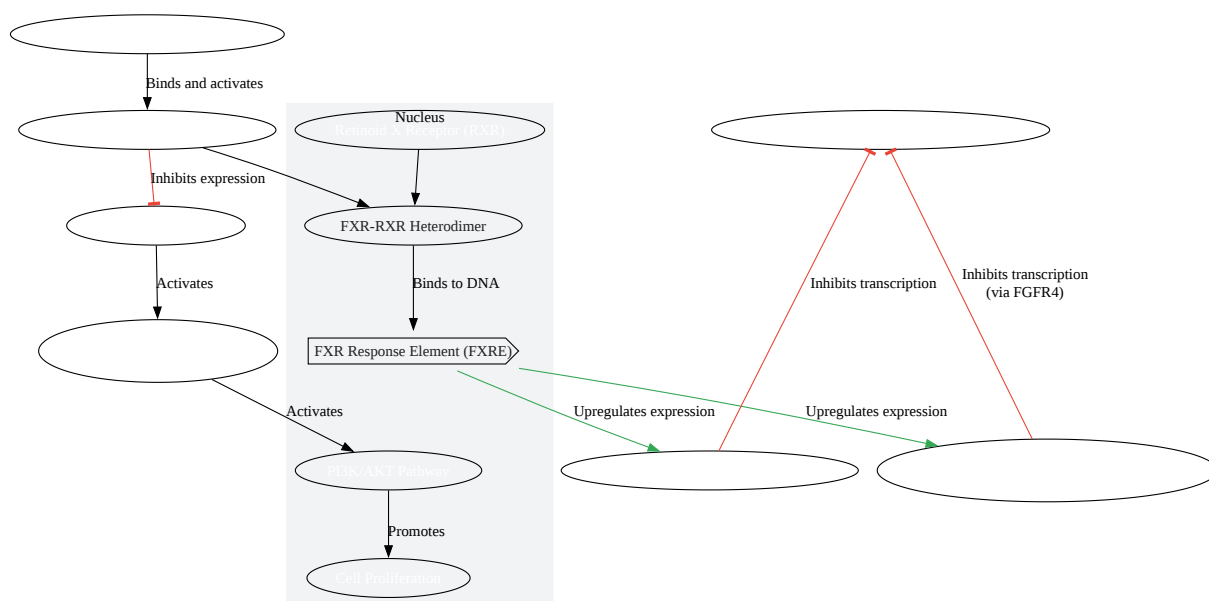 Binds and activates
Nucleus
Retinoid X Receptor (RXR)
Inhibits expression
FXR-RXR Heterodimer
Activates
Binds to DNA
Inhibits transcription
Inhibits transcription
(via FGFR4)
FXR Response Element (FXRE)
Activates
Upregulates expression
Upregulates expression
PI3K/AKT Pathway
Promotes
Cell Proliferation